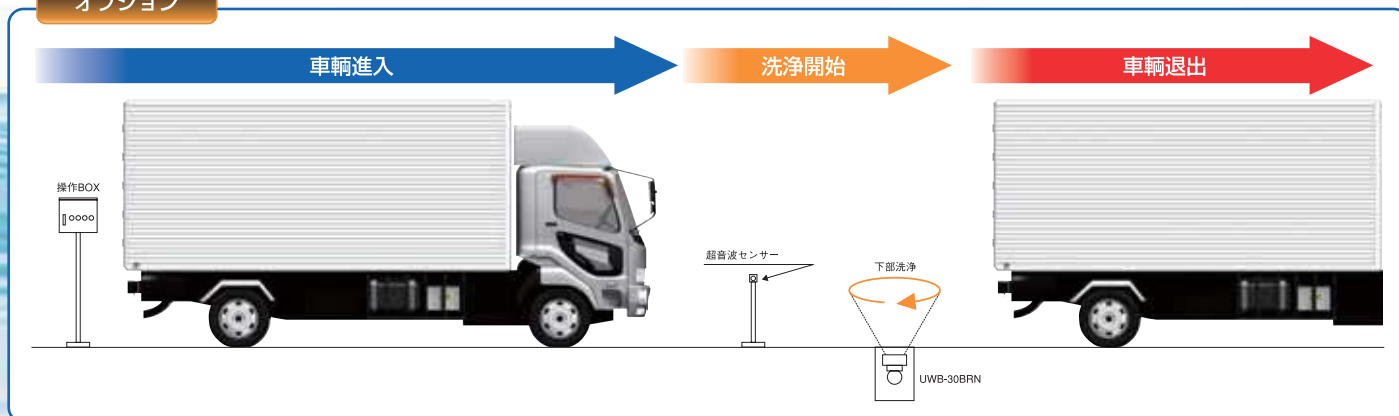 オプション
車輌進入
洗浄開始
車輌退出
操作BOX
超音波センサー
下部洗浄
UWB-30BRN